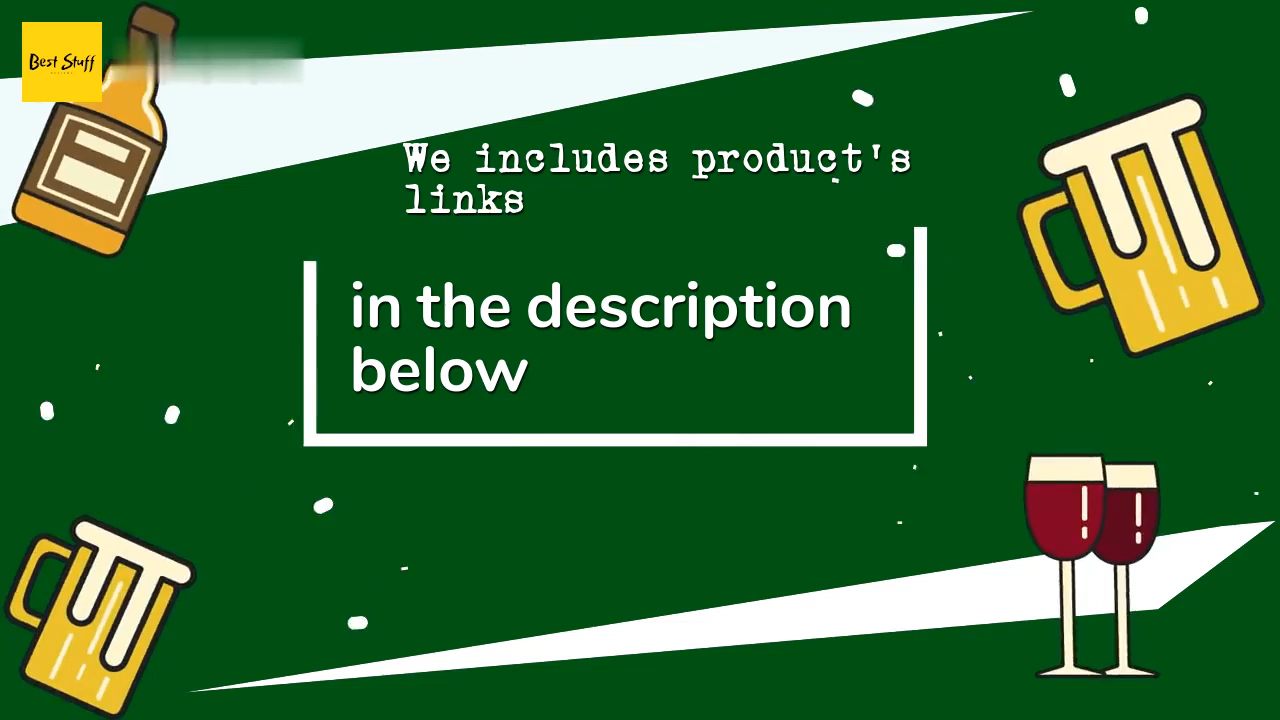 Best Stuff
We includes product's
links
in the description
below